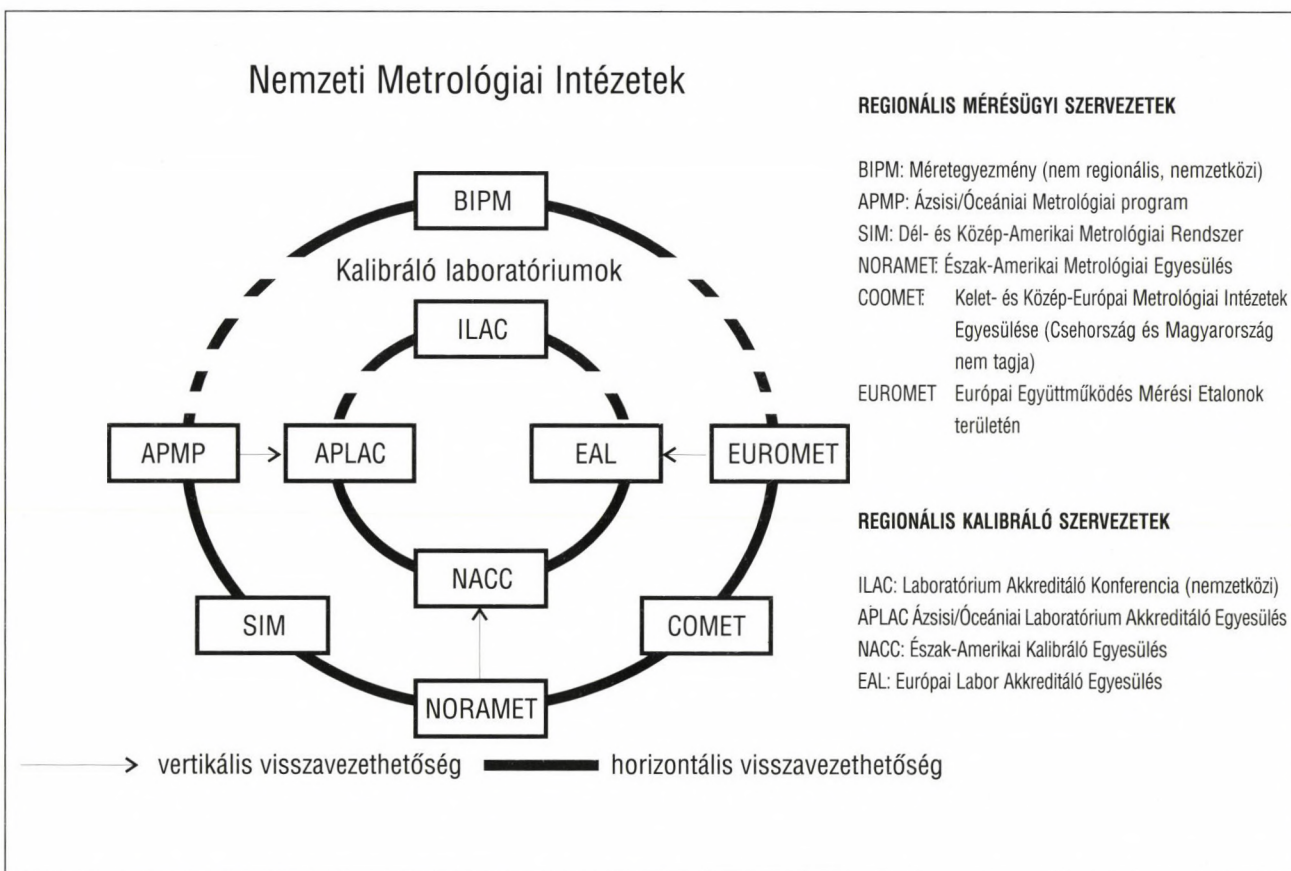 Nemzeti Metrológiai Intézetek
BIPM
Kalibráló laboratóriumok
ILAC
APMP
APLAC
EAL
EUROMET
NACC
SIM
COMET
NORAMET
vertikális visszavezethetőség
horizontális visszavezethetőség
REGIONÁLIS MÉRÉSÜGYI SZERVEZETEK
BIPM: Méretegyezmény (nem regionális, nemzetközi)
APMP: Ázsisi/Óceániai Metrológiai program
SIM: Dél- és Közép-Amerikai Metrológiai Rendszer
NORAMET: Észak-Amerikai Metrológiai Egyesülés
COOMET: Kelet- és Közép-Európai Metrológiai Intézetek
Egyesülése (Csehország és Magyarország
nem tagja)
EUROMET Európai Együttműködés Mérési Etalonok
területén
REGIONÁLIS KALIBRÁLÓ SZERVEZETEK
ILAC: Laboratórium Akkreditáló Konferencia (nemzetközi)
APLAC Ázsisi/Óceániai Laboratórium Akkreditáló Egyesülés
NACC: Észak-Amerikai Kalibráló Egyesülés
EAL: Európai Labor Akkreditáló Egyesülés